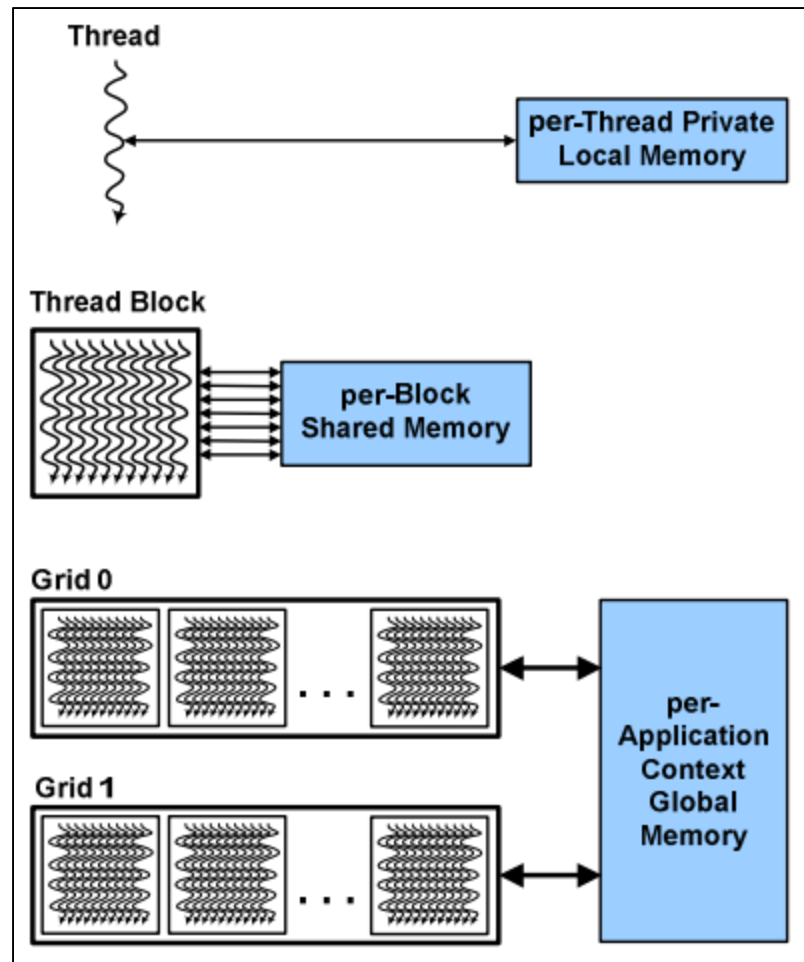 Thread
per-Thread Private
Local Memory
Thread Block
per-Block
Shared Memory
Grid 0
. . .
per-
Application
Context
Global
Memory
Grid 1
. . .